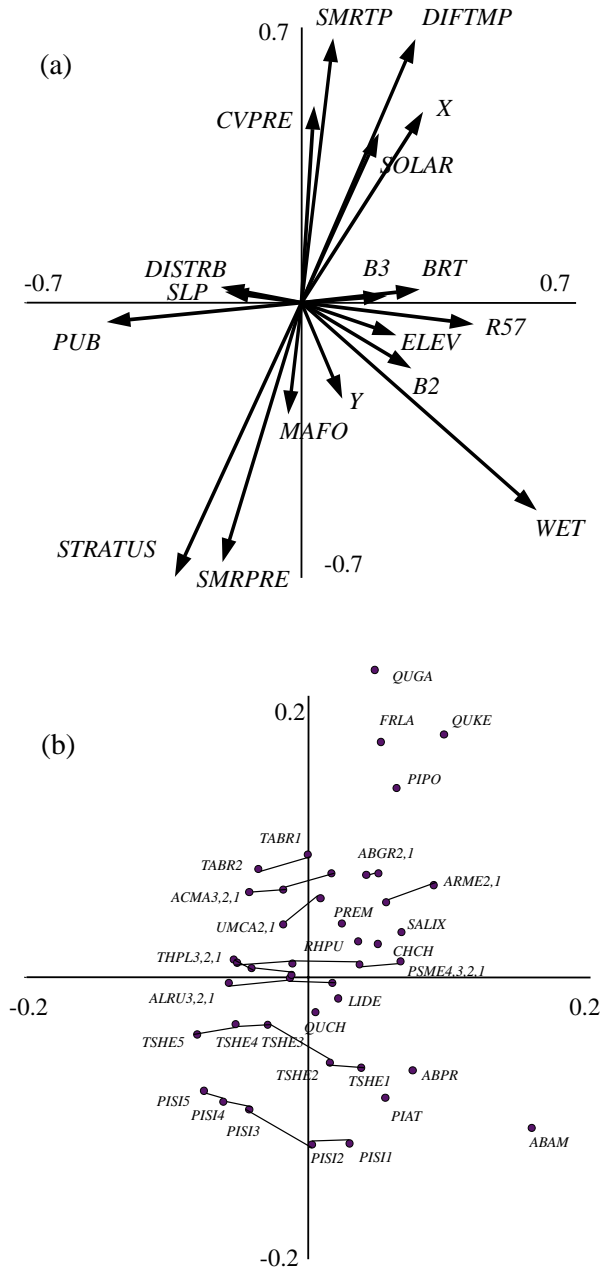 SMRTP DIFTMP
0.7
(a)
CVPRE X
SOLAR
DISTRB B3 BRT
-0.7 0.7
SLP
PUB ELEV R57
B2
MAFO Y
STRATUS WET
SMRPRE -0.7
QUGA
0.2 FRLA QUKE
(b)
PIPO
TABR1
TABR2 ABGR2,1
ACMA3,2,1 ARME2,1
UMCA2,1 PREM SALIX
THPL3,2,1 RHPU CHCH
PSME4,3,2,1
-0.2 ALRU3,2,1 LIDE 0.2
QUCH
TSHE5 TSHE4 TSHE3
TSHE2 TSHE1 ABPR
PISI5
PISI4 PIAT
PISI3 ABAM
PISI2 PISI1
-0.2